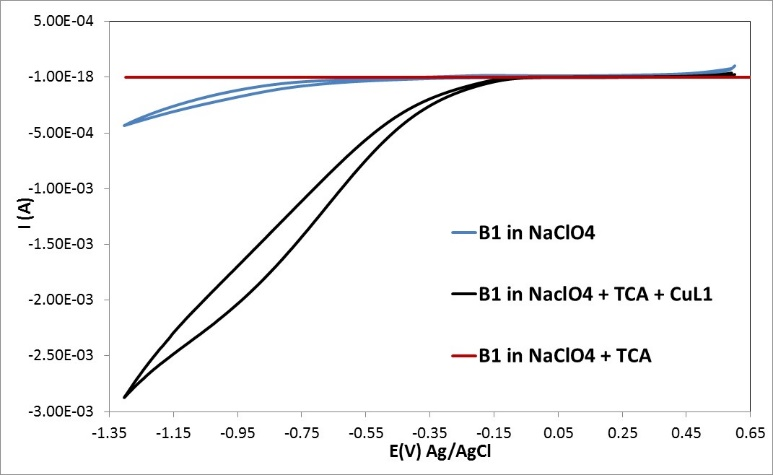 5.00E-04
-1.00E-18
-5.00E-04
-1.00E-03
-1.50E-03
-2.00E-03
-2.50E-03
-3.00E-03
I (A)
B1 in NaClO4
B1 in NaclO4 + TCA + CuL1
B1 in NaClO4 + TCA
-1.35 -1.15 -0.95 -0.75 -0.55 -0.35 -0.15 0.05 0.25 0.45 0.65
E(V) Ag/AgCl